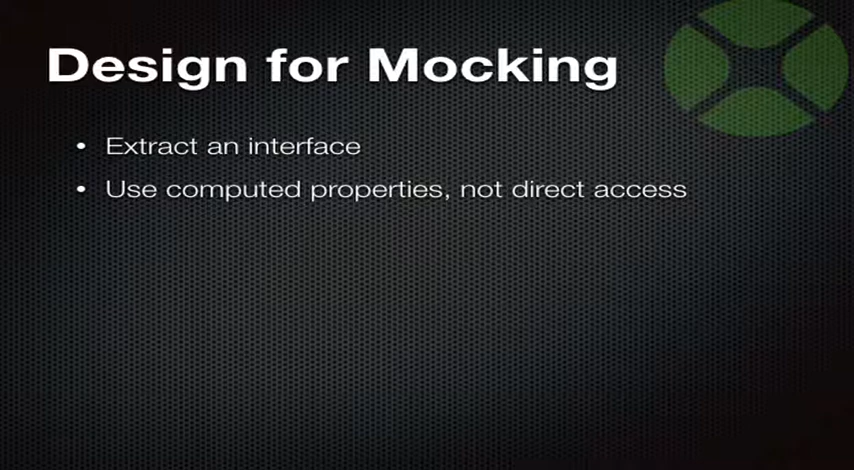 Design for Mocking
• Extract an interface
• Use computed properties, not direct access